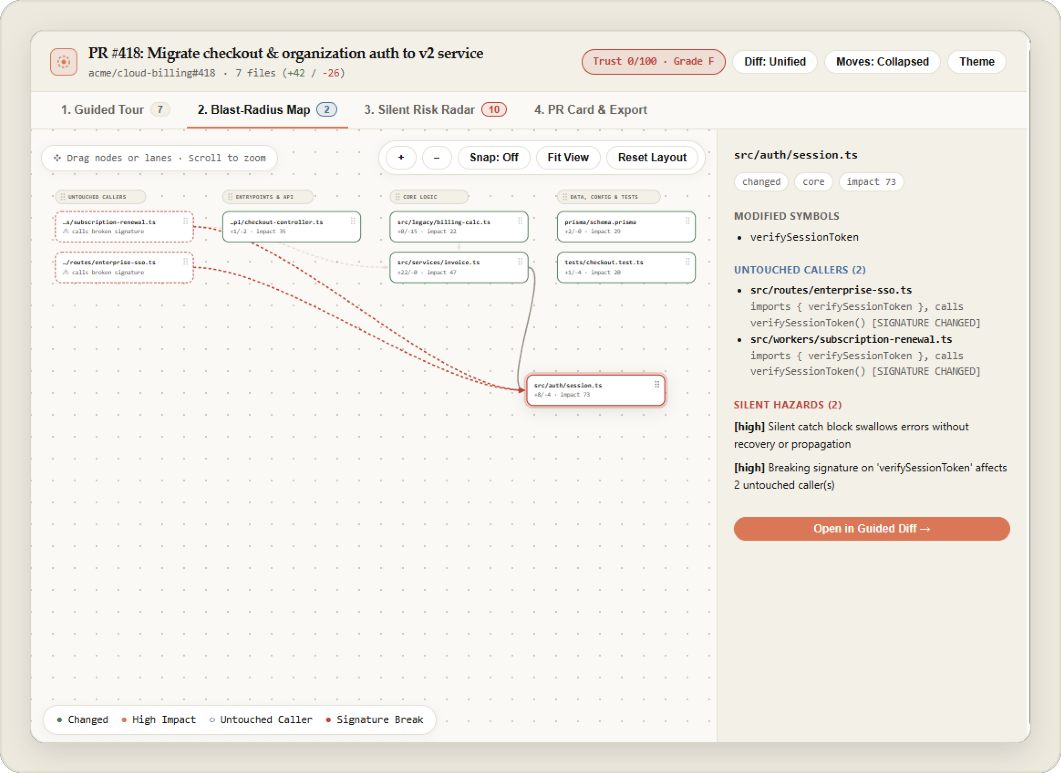 PR #418: Migrate checkout & organization auth to v2 service
acme/cloud-billing#418 · 7 files (+42 / -26)
Trust 0/100 · Grade F
Diff: Unified
Moves: Collapsed
Theme
1. Guided Tour 7
2. Blast-Radius Map 2
3. Silent Risk Radar 10
4. PR Card & Export
Drag nodes or lanes · Scroll to zoom
+
−
Snap: Off
Fit View
Reset Layout
UNTOUCHED CALLERS
ENTRYPOINTS & API
CORE LOGIC
DATA, CONFIG & TESTS
…/subscription-renewal.ts
⚠ calls broken signature
…pi/checkout-controller.ts
+1/-2 · impact 35
src/legacy/billing-calc.ts
+0/-15 · impact 22
prisma/schema.prisma
+2/-0 · impact 29
…/routes/enterprise-sso.ts
⚠ calls broken signature
src/services/invoice.ts
+22/-0 · impact 47
tests/checkout.test.ts
+1/-4 · impact 20
src/auth/session.ts
+8/-4 · impact 73
Changed
High Impact
Untouched Caller
Signature Break
src/auth/session.ts
changed
core
impact 73
MODIFIED SYMBOLS
• verifySessionToken
UNTOUCHED CALLERS (2)
• src/routes/enterprise-sso.ts
imports { verifySessionToken }, calls
verifySessionToken() [SIGNATURE CHANGED]
• src/workers/subscription-renewal.ts
imports { verifySessionToken }, calls
verifySessionToken() [SIGNATURE CHANGED]
SILENT HAZARDS (2)
[high] Silent catch block swallows errors without
recovery or propagation
[high] Breaking signature on 'verifySessionToken' affects
2 untouched caller(s)
Open in Guided Diff →